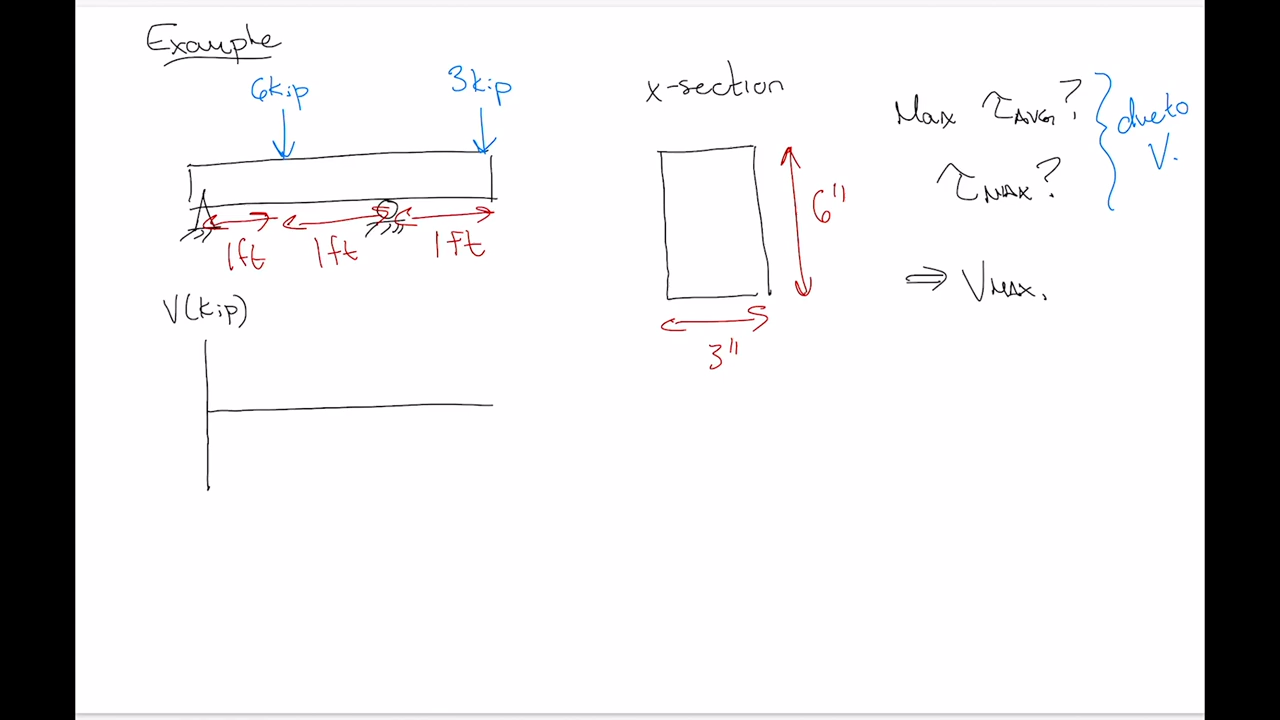 Example
6kip
3kip
1ft
1ft
1ft
V(kip)
x-section
6"
3"
Max τAVG?
τMAX?
} due to
V.
⇒ VMAX.